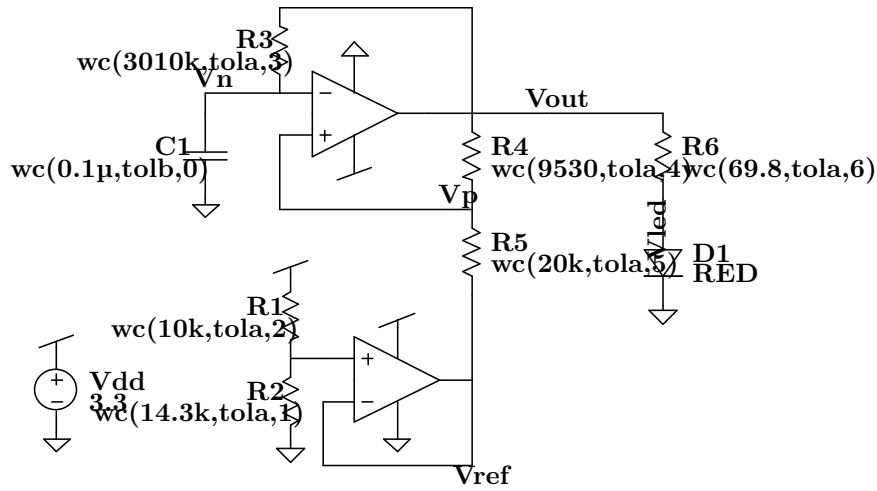 R3
wc(3010k,tola,3)
Vn
Vout
C1
wc(0.1µ,tolb,0)
R4
wc(9530,tola,4)
R6
wc(69.8,tola,6)
Vp
Vled
R5
wc(20k,tola,5)
D1
RED
R1
wc(10k,tola,2)
Vdd
3.3
R2
wc(14.3k,tola,1)
Vref